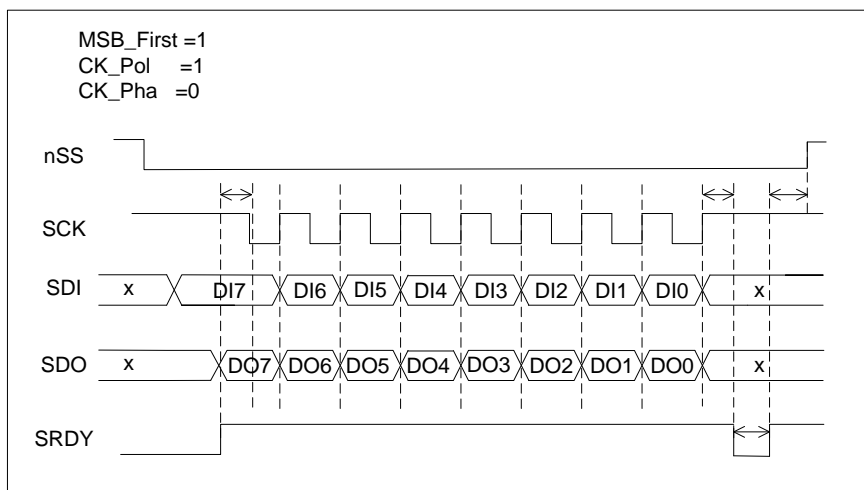 MSB_First =1
CK_Pol =1
CK_Pha =0
nSS
SCK
SDI x DI7 DI6 DI5 DI4 DI3 DI2 DI1 DI0 x
SDO x DO7 DO6 DO5 DO4 DO3 DO2 DO1 DO0 x
SRDY